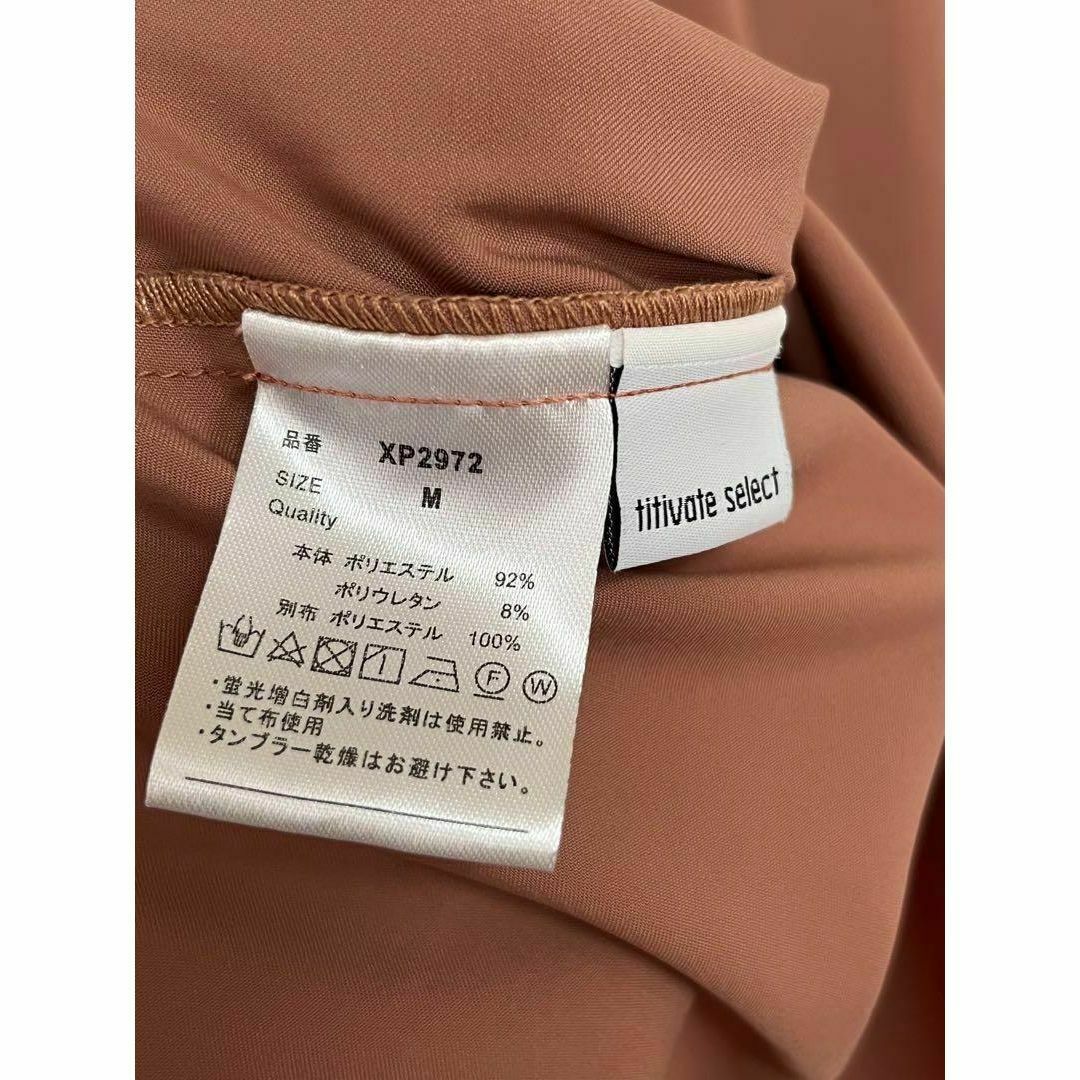 品番 XP2972
SIZE M
Quality
本体 ポリエステル 92%
ポリウレタン 8%
別布 ポリエステル 100%
F W
・蛍光増白剤入り洗剤は使用禁止。
・当て布使用
・タンブラー乾燥はお避け下さい。
titivate select